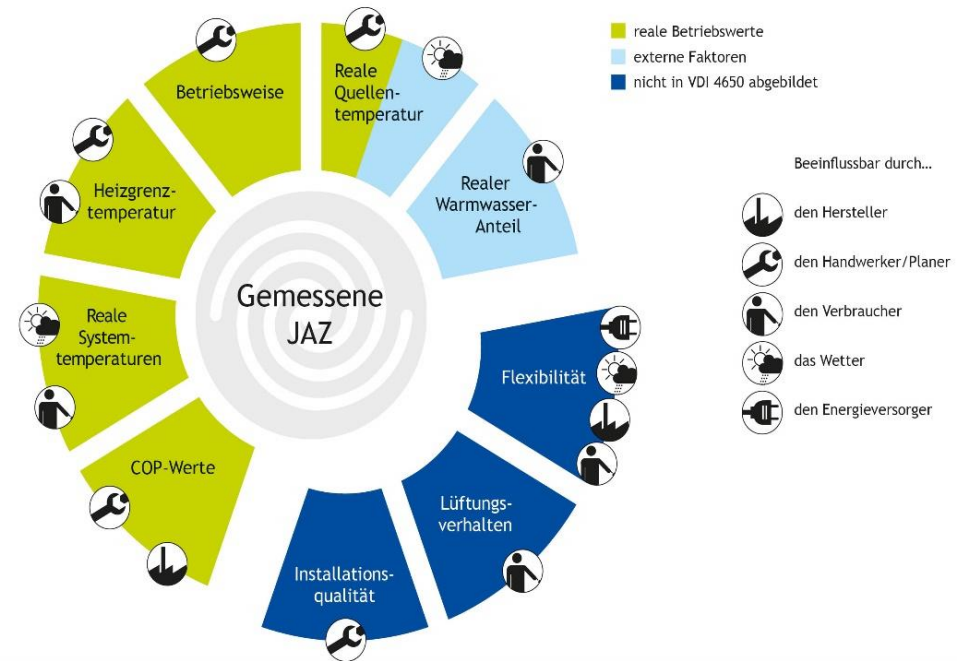 reale Betriebswerte
externe Faktoren
nicht in VDI 4650 abgebildet
Reale
Quellen-
temperatur
Betriebsweise
Realer
Warmwasser-
Anteil
Heizgrenz-
temperatur
Gemessene
JAZ
Reale
System-
temperaturen
Flexibilität
COP-Werte
Lüftungs-
verhalten
Installations-
qualität
Beeinflussbar durch...
den Hersteller
den Handwerker/Planer
den Verbraucher
das Wetter
den Energieversorger